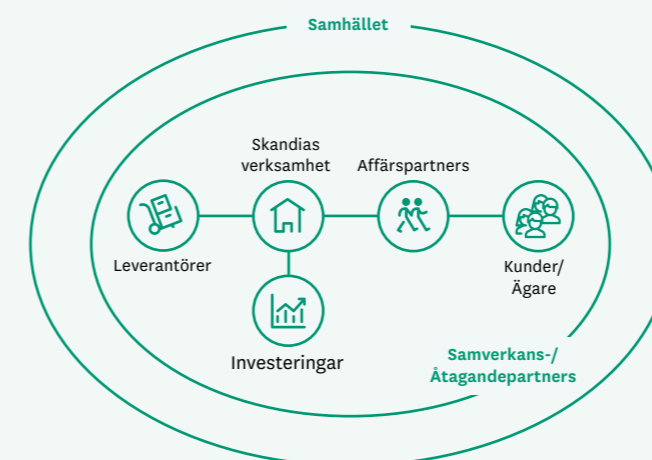 Samhället
Skandias
verksamhet
Affärspartners
Leverantörer
Kunder/
Ägare
Investeringar
Samverkans-/
Åtagandepartners